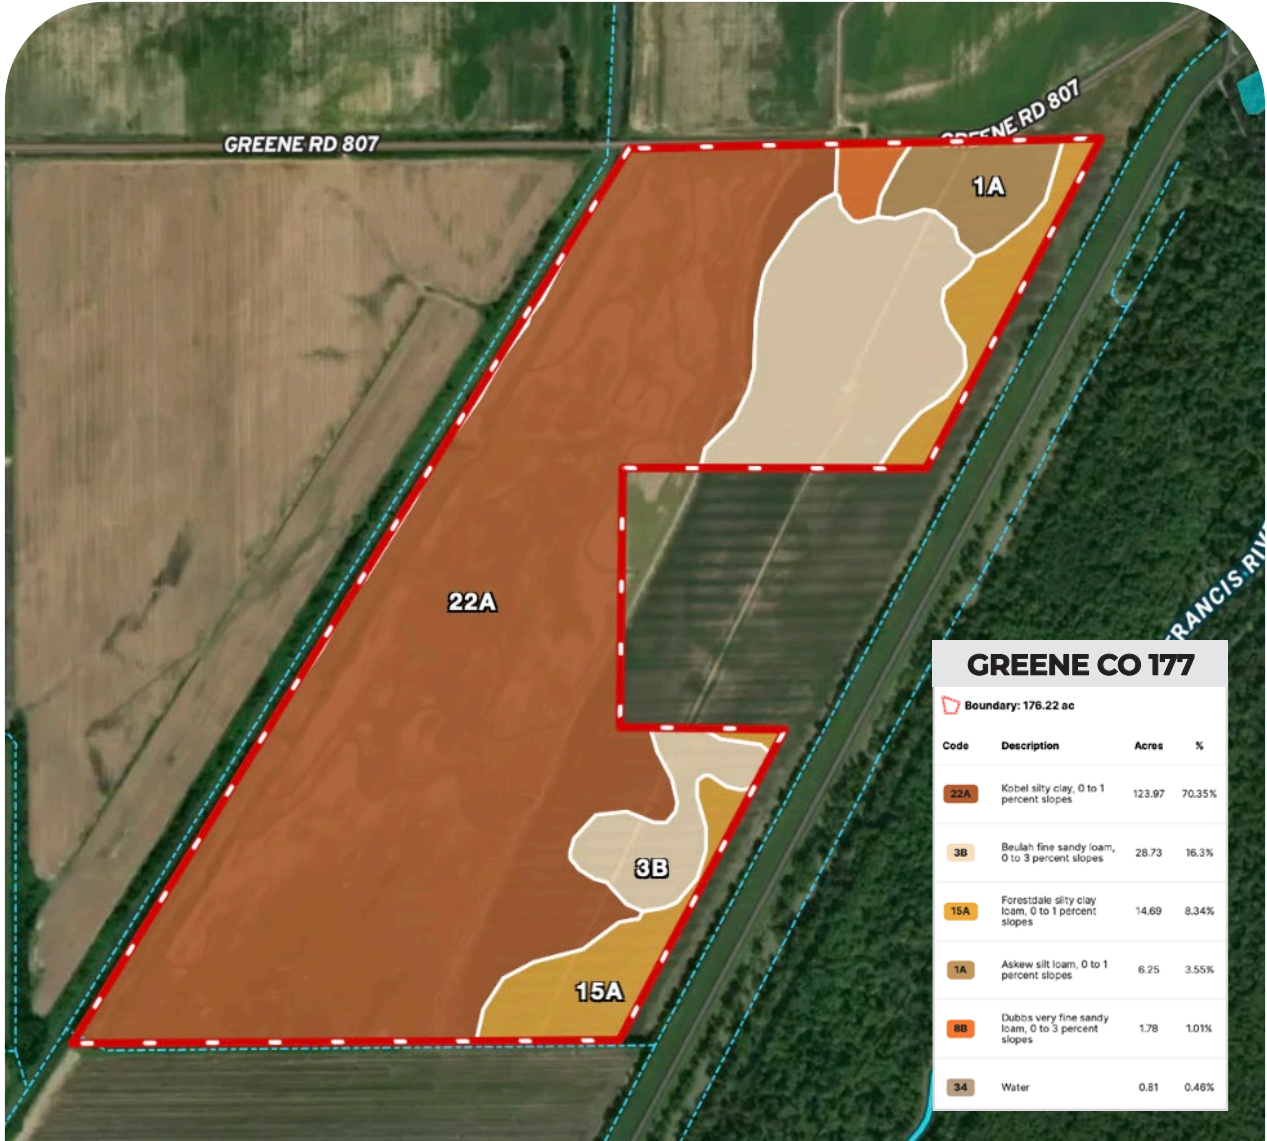 GREENE RD 807
GREENE RD 807
1A
22A
3B
15A
FRANCIS RIV
GREENE CO 177
Boundary: 176.22 ac
Code Description Acres %
22A Kobel silty clay, 0 to 1 percent slopes 123.97 70.35%
3B Beulah fine sandy loam, 0 to 3 percent slopes 28.73 16.3%
15A Forestdale silty clay loam, 0 to 1 percent slopes 14.69 8.34%
1A Askew silt loam, 0 to 1 percent slopes 6.25 3.55%
8B Dubbs very fine sandy loam, 0 to 3 percent slopes 1.78 1.01%
34 Water 0.81 0.46%